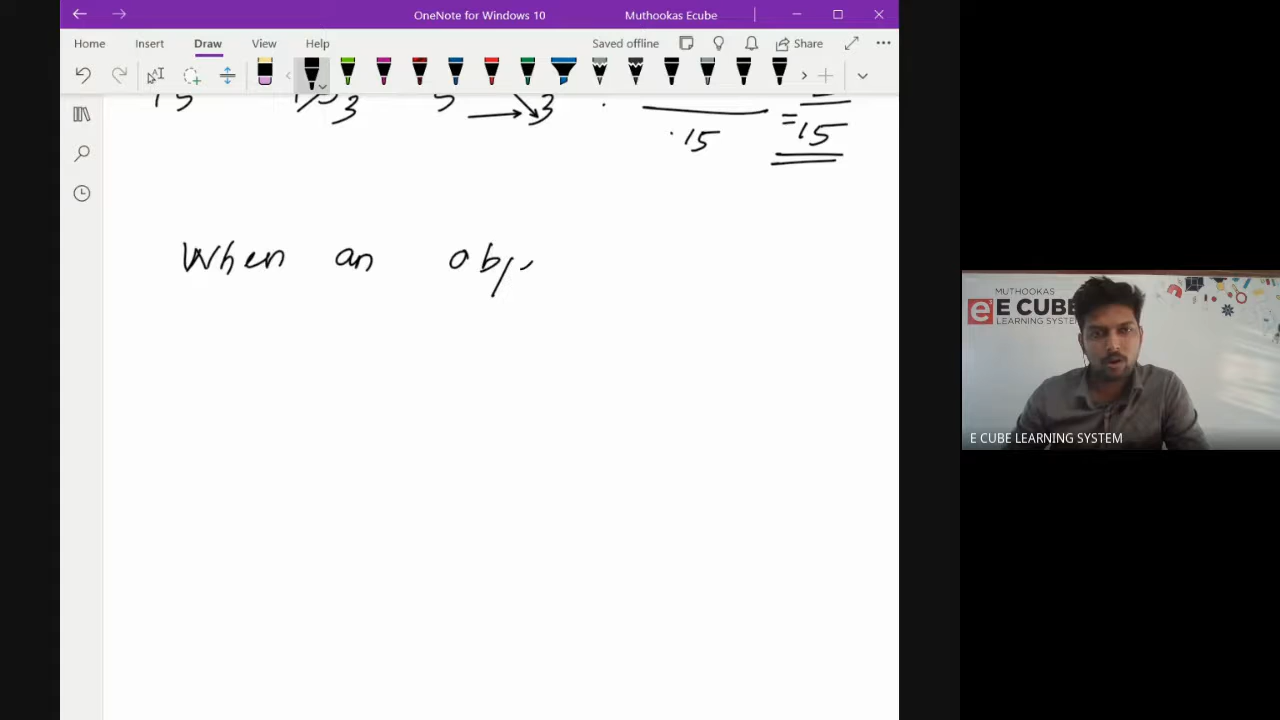 OneNote for Windows 10 Muthookas Ecube
Home Insert Draw View Help Saved offline Share
15 3 5 → 3
15 = 15
When an obj
MUTHOOKAS
e E CUBE
LEARNING SYSTEM
E CUBE LEARNING SYSTEM